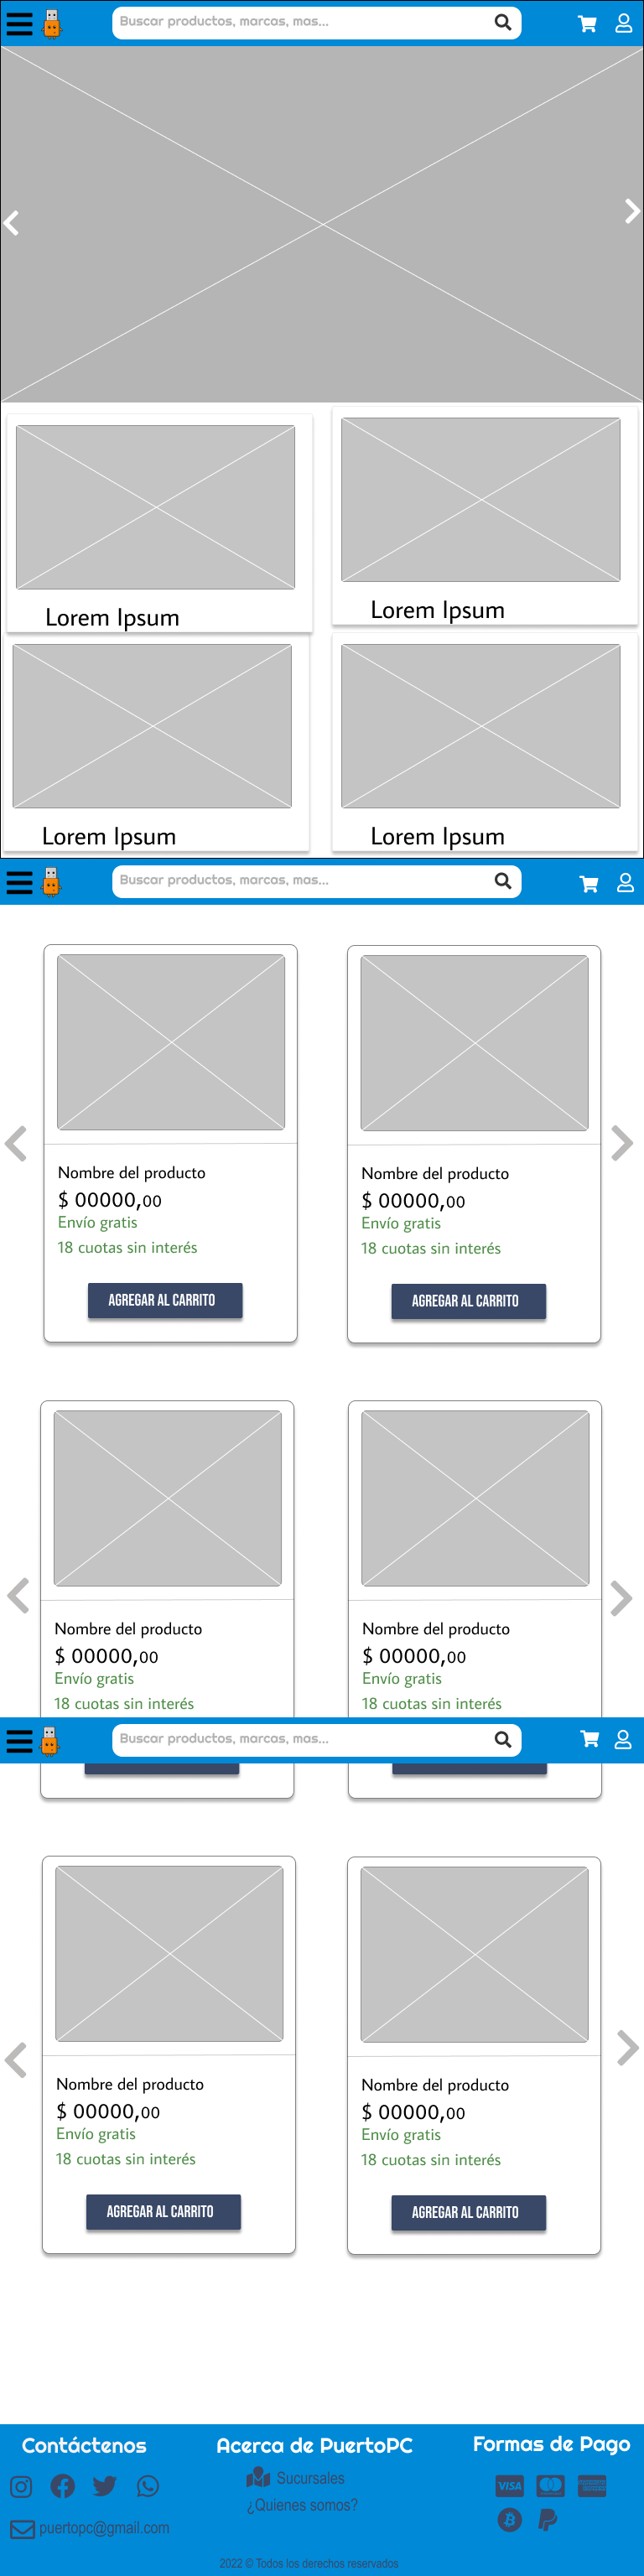 Buscar productos, marcas, mas...
Lorem Ipsum
Lorem Ipsum
Lorem Ipsum
Lorem Ipsum
Buscar productos, marcas, mas...
Nombre del producto
$ 00000,00
Envío gratis
18 cuotas sin interés
AGREGAR AL CARRITO
Nombre del producto
$ 00000,00
Envío gratis
18 cuotas sin interés
AGREGAR AL CARRITO
Nombre del producto
$ 00000,00
Envío gratis
18 cuotas sin interés
Nombre del producto
$ 00000,00
Envío gratis
18 cuotas sin interés
Buscar productos, marcas, mas...
Nombre del producto
$ 00000,00
Envío gratis
18 cuotas sin interés
AGREGAR AL CARRITO
Nombre del producto
$ 00000,00
Envío gratis
18 cuotas sin interés
AGREGAR AL CARRITO
Contáctenos
puertopc@gmail.com
Acerca de PuertoPC
Sucursales
¿Quienes somos?
Formas de Pago
VISA
2022 © Todos los derechos reservados